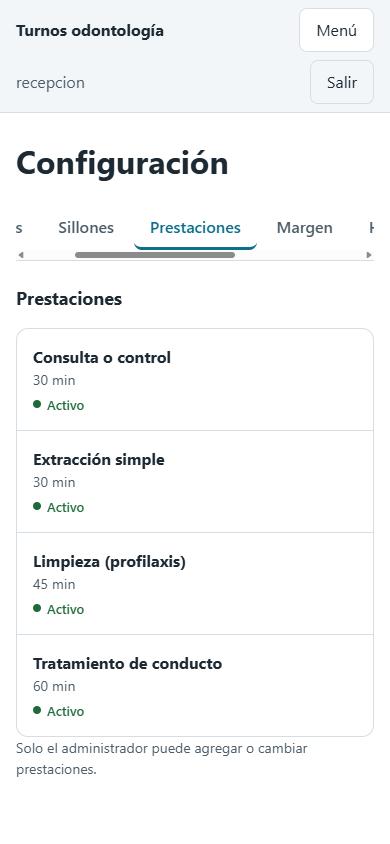 Turnos odontología
Menú
recepcion
Salir
Configuración
s Sillones Prestaciones Margen
Prestaciones
Consulta o control
30 min
Activo
Extracción simple
30 min
Activo
Limpieza (profilaxis)
45 min
Activo
Tratamiento de conducto
60 min
Activo
Solo el administrador puede agregar o cambiar
prestaciones.